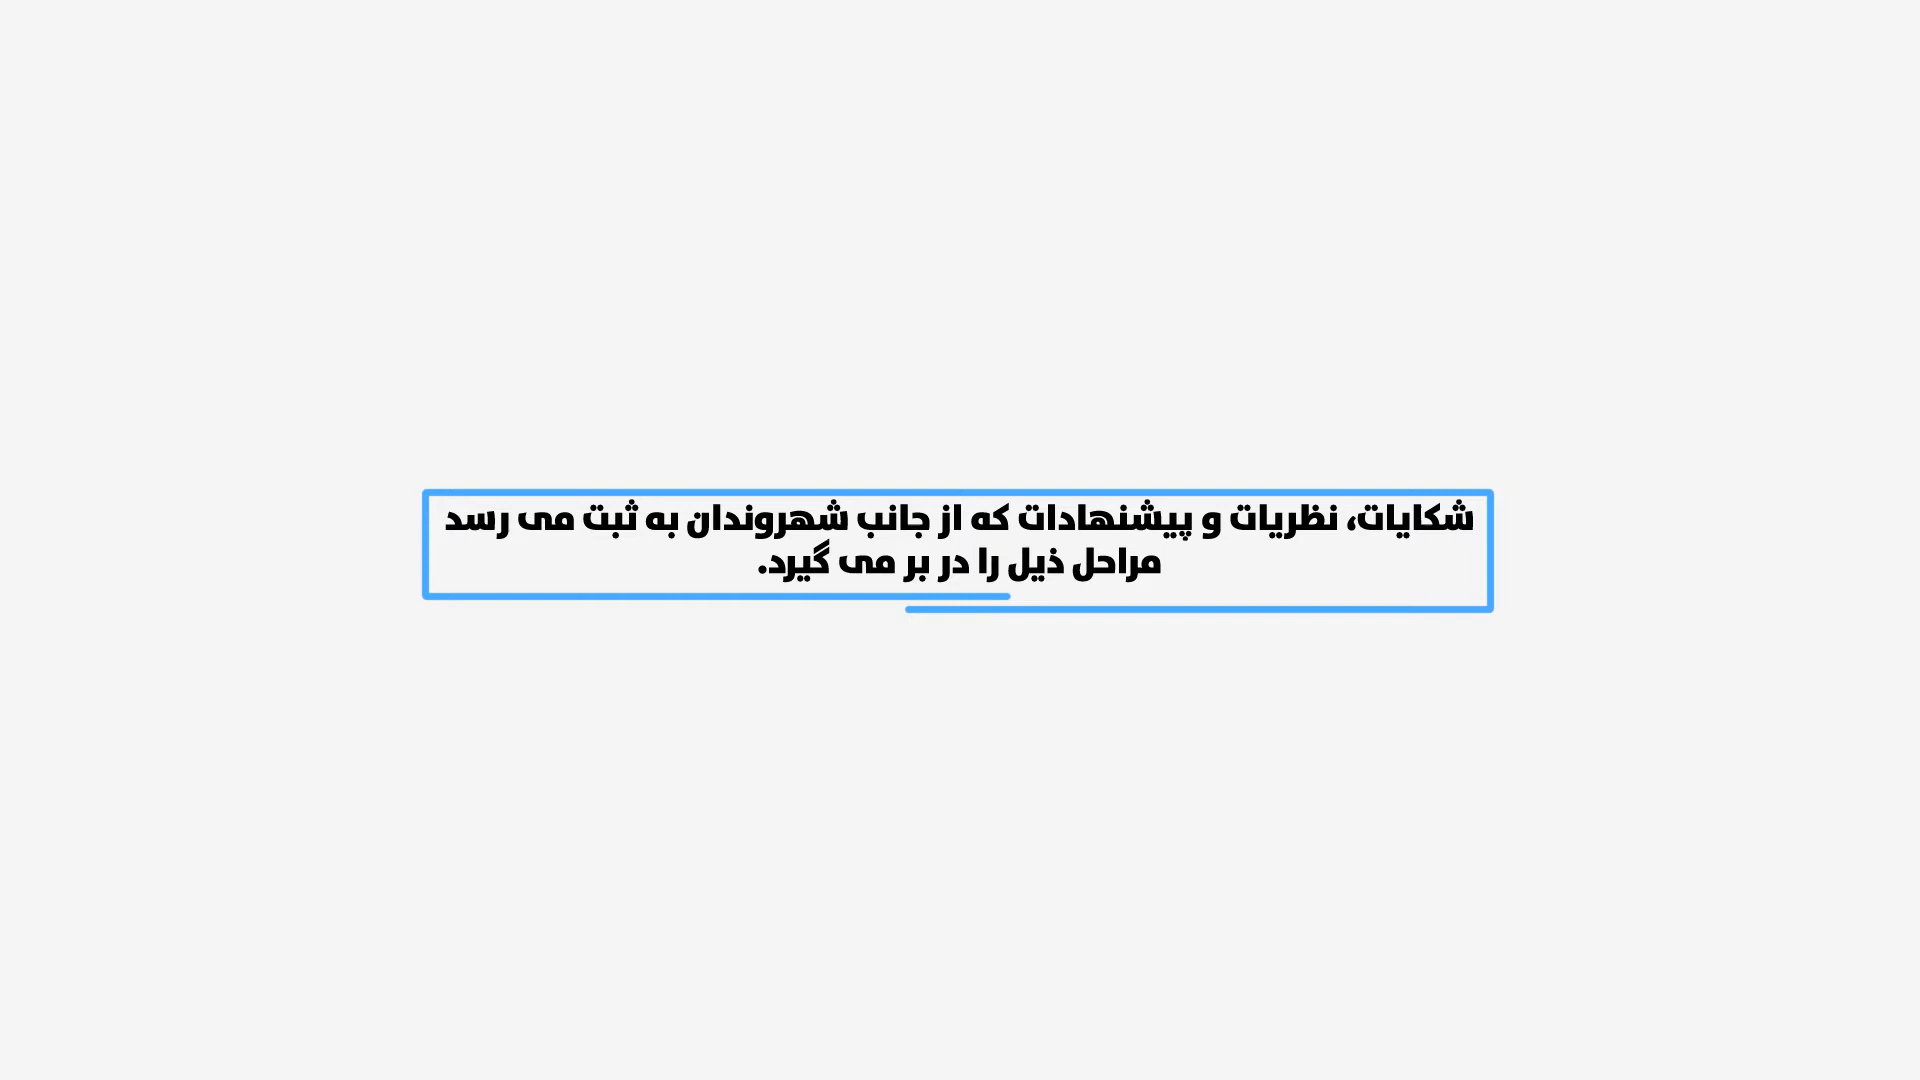 شکایات، نظریات و پیشنهادات که از جانب شهروندان به ثبت می رسد
مراحل ذیل را در بر می گیرد.